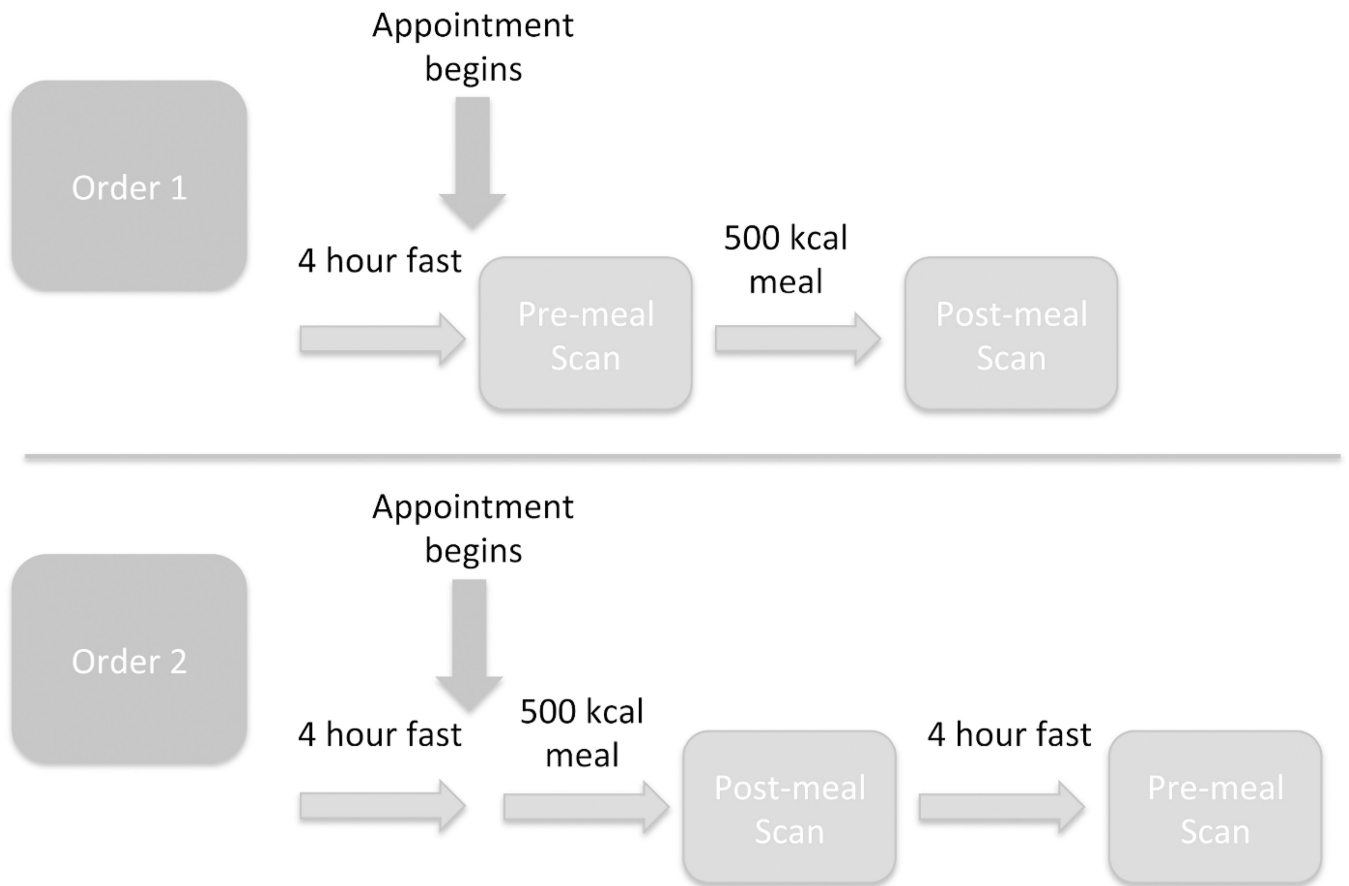 Appointment
begins
Order 1
4 hour fast
500 kcal
meal
Pre-meal
Scan
Post-meal
Scan
Appointment
begins
Order 2
4 hour fast
500 kcal
meal
4 hour fast
Post-meal
Scan
Pre-meal
Scan